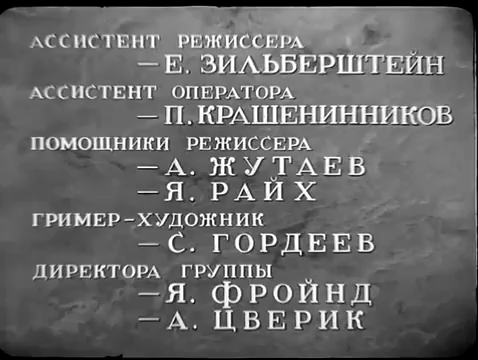 АССИСТЕНТ РЕЖИССЕРА
— Е. ЗИЛЬБЕРШТЕЙН
АССИСТЕНТ ОПЕРАТОРА
— П. КРАШЕНИННИКОВ
ПОМОЩНИКИ РЕЖИССЕРА
— А. ЖУТАЕВ
— Я. РАЙХ
ГРИМЕР-ХУДОЖНИК
— С. ГОРДЕЕВ
ДИРЕКТОРА ГРУППЫ
— Я. ФРОЙНД
— А. ЦВЕРИК